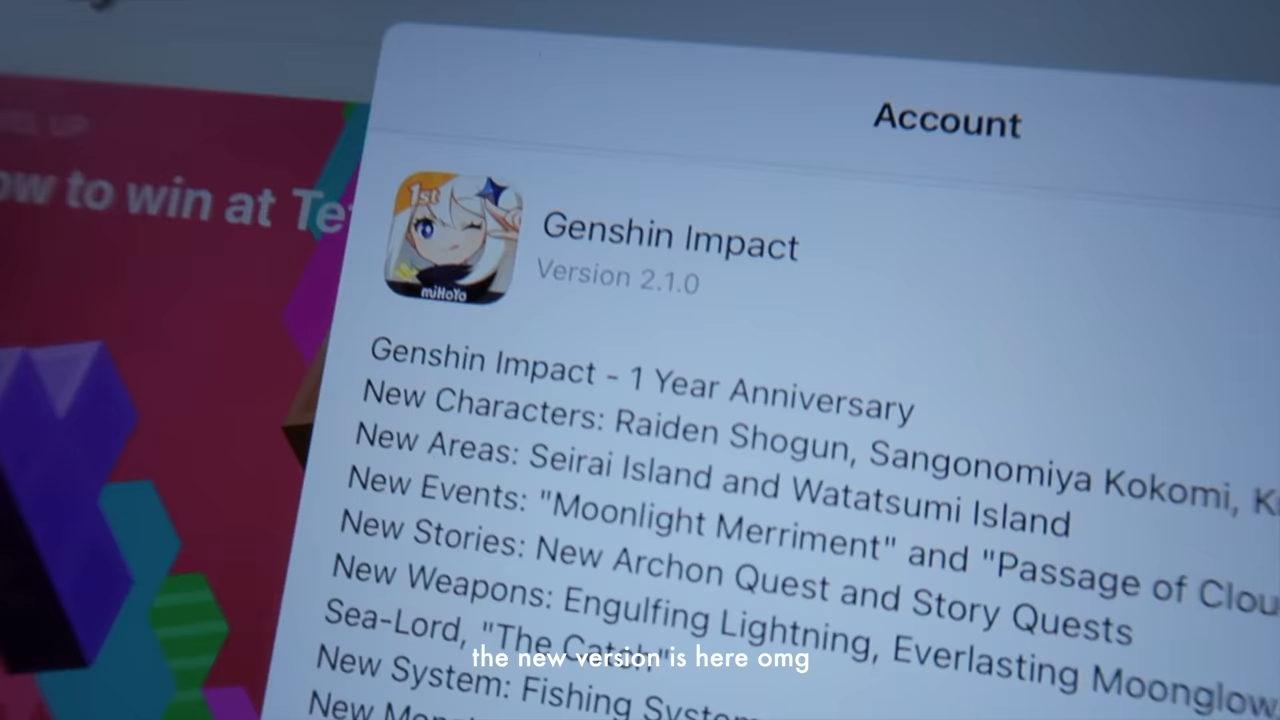 Account
ow to win at Te
1st
miHoYo
Genshin Impact
Version 2.1.0
Genshin Impact - 1 Year Anniversary
New Characters: Raiden Shogun, Sangonomiya Kokomi,
New Areas: Seirai Island and Watatsumi Island
New Events: "Moonlight Merriment" and "Passage of Clou
New Stories: New Archon Quest and Story Quests
New Weapons: Engulfing Lightning, Everlasting Moonglow
Sea-Lord, "The Catch"
New System: Fishing System
the new version is here omg